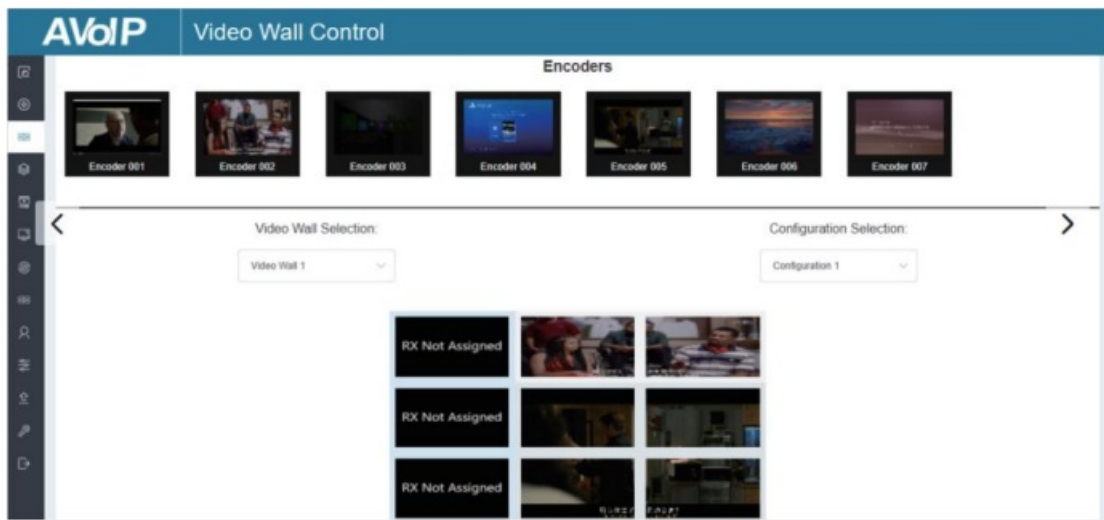 AVoIP
Video Wall Control
Encoders
Encoder 001
Encoder 002
Encoder 003
Encoder 004
Encoder 005
Encoder 006
Encoder 007
Video Wall Selection:
Configuration Selection:
Video Wall 1
Configuration 1
RX Not Assigned
RX Not Assigned
RX Not Assigned